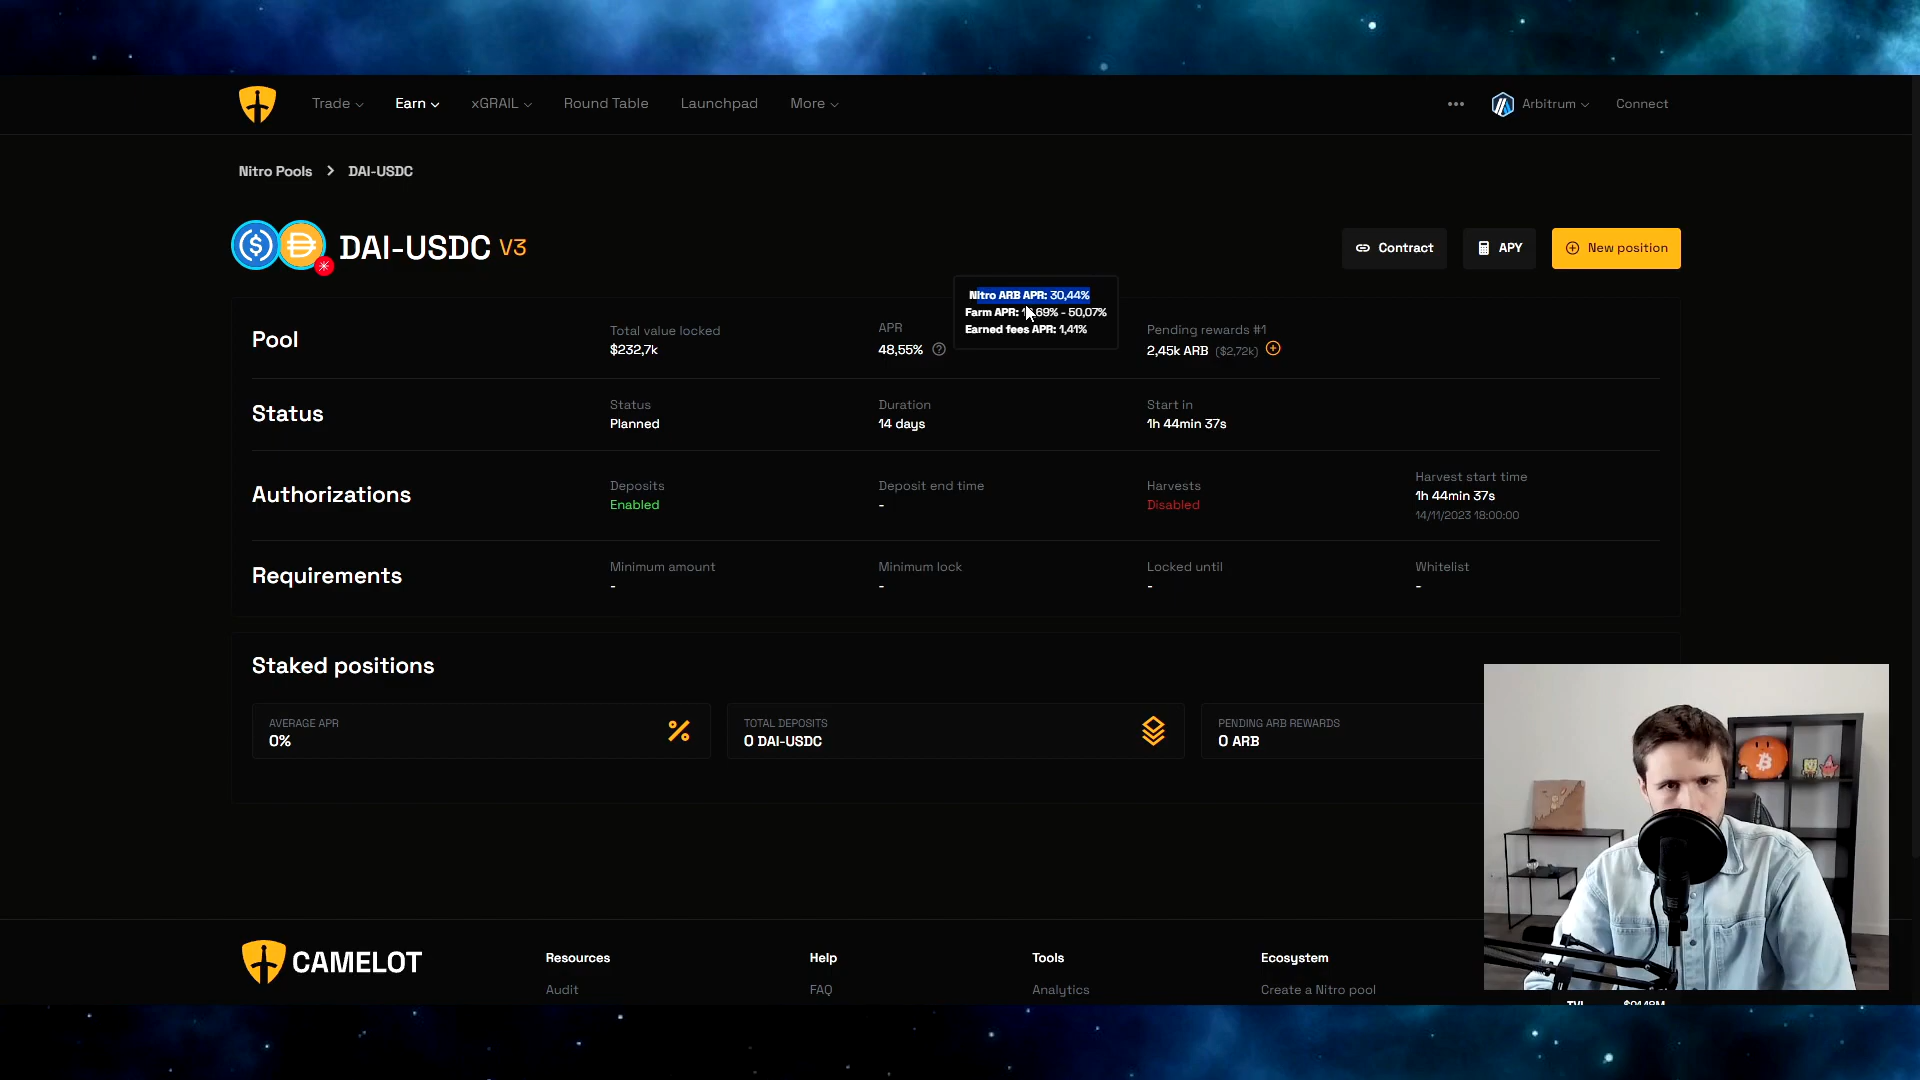 Trade
Earn
xGRAIL
Round Table
Launchpad
More
Arbitrum
Connect
Nitro Pools > DAI-USDC
DAI-USDC V3
Contract
APY
New position
Nitro ARB APR: 30,44%
Farm APR: 16,69% - 50,07%
Earned fees APR: 1,41%
Pool
Total value locked
$232,7k
APR
48,55%
Pending rewards #1
2,45k ARB ($2,72k)
Status
Status
Planned
Duration
14 days
Start in
1h 44min 37s
Authorizations
Deposits
Enabled
Deposit end time
-
Harvests
Disabled
Harvest start time
1h 44min 37s
14/11/2023 18:00:00
Requirements
Minimum amount
-
Minimum lock
-
Locked until
-
Whitelist
-
Staked positions
AVERAGE APR
0%
TOTAL DEPOSITS
0 DAI-USDC
PENDING ARB REWARDS
0 ARB
CAMELOT
Resources
Audit
Help
FAQ
Tools
Analytics
Ecosystem
Create a Nitro pool